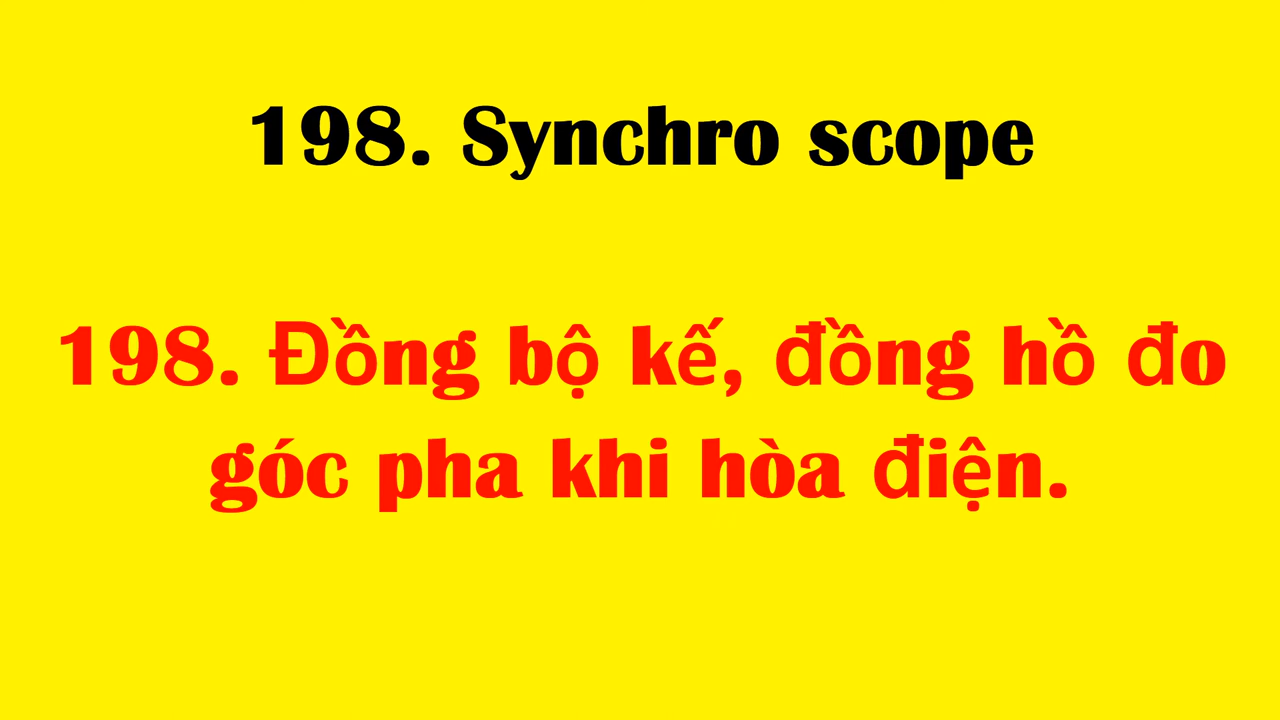 198. Synchro scope
198. Đồng bộ kế, đồng hồ đo
góc pha khi hòa điện.